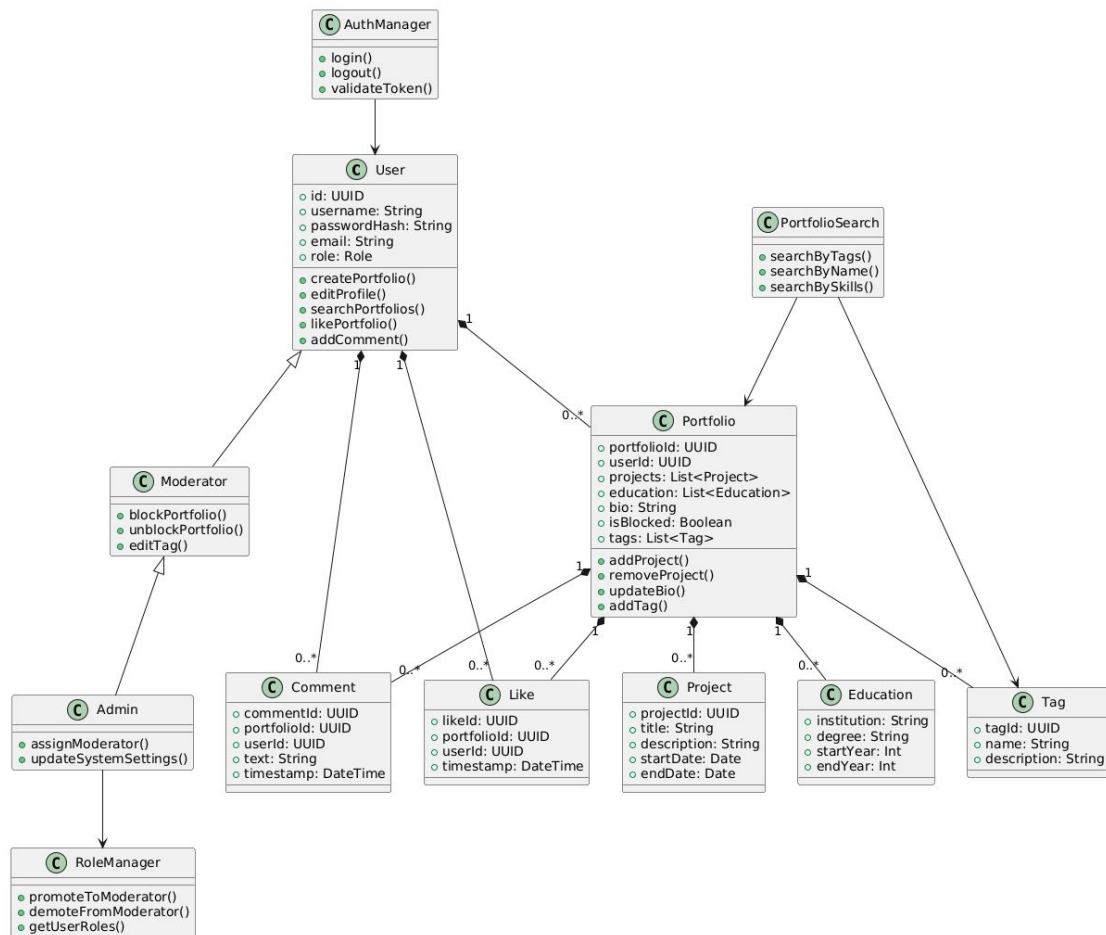 C AuthManager
login()
logout()
validateToken()
C User
id: UUID
username: String
passwordHash: String
email: String
role: Role
createPortfolio()
editProfile()
searchPortfolios()
likePortfolio()
addComment()
C PortfolioSearch
searchByTags()
searchByName()
searchBySkills()
1
1
1
0..*
C Portfolio
portfolioId: UUID
userId: UUID
projects: List<Project>
education: List<Education>
bio: String
isBlocked: Boolean
tags: List<Tag>
addProject()
removeProject()
updateBio()
addTag()
C Moderator
blockPortfolio()
unblockPortfolio()
editTag()
1
1
1
1
1
0..*
0..*
0..*
0..*
0..*
0..*
0..*
C Comment
commentId: UUID
portfolioId: UUID
userId: UUID
text: String
timestamp: DateTime
C Like
likeId: UUID
portfolioId: UUID
userId: UUID
timestamp: DateTime
C Project
projectId: UUID
title: String
description: String
startDate: Date
endDate: Date
C Education
institution: String
degree: String
startYear: Int
endYear: Int
C Tag
tagId: UUID
name: String
description: String
C Admin
assignModerator()
updateSystemSettings()
C RoleManager
promoteToModerator()
demoteFromModerator()
getUserRoles()